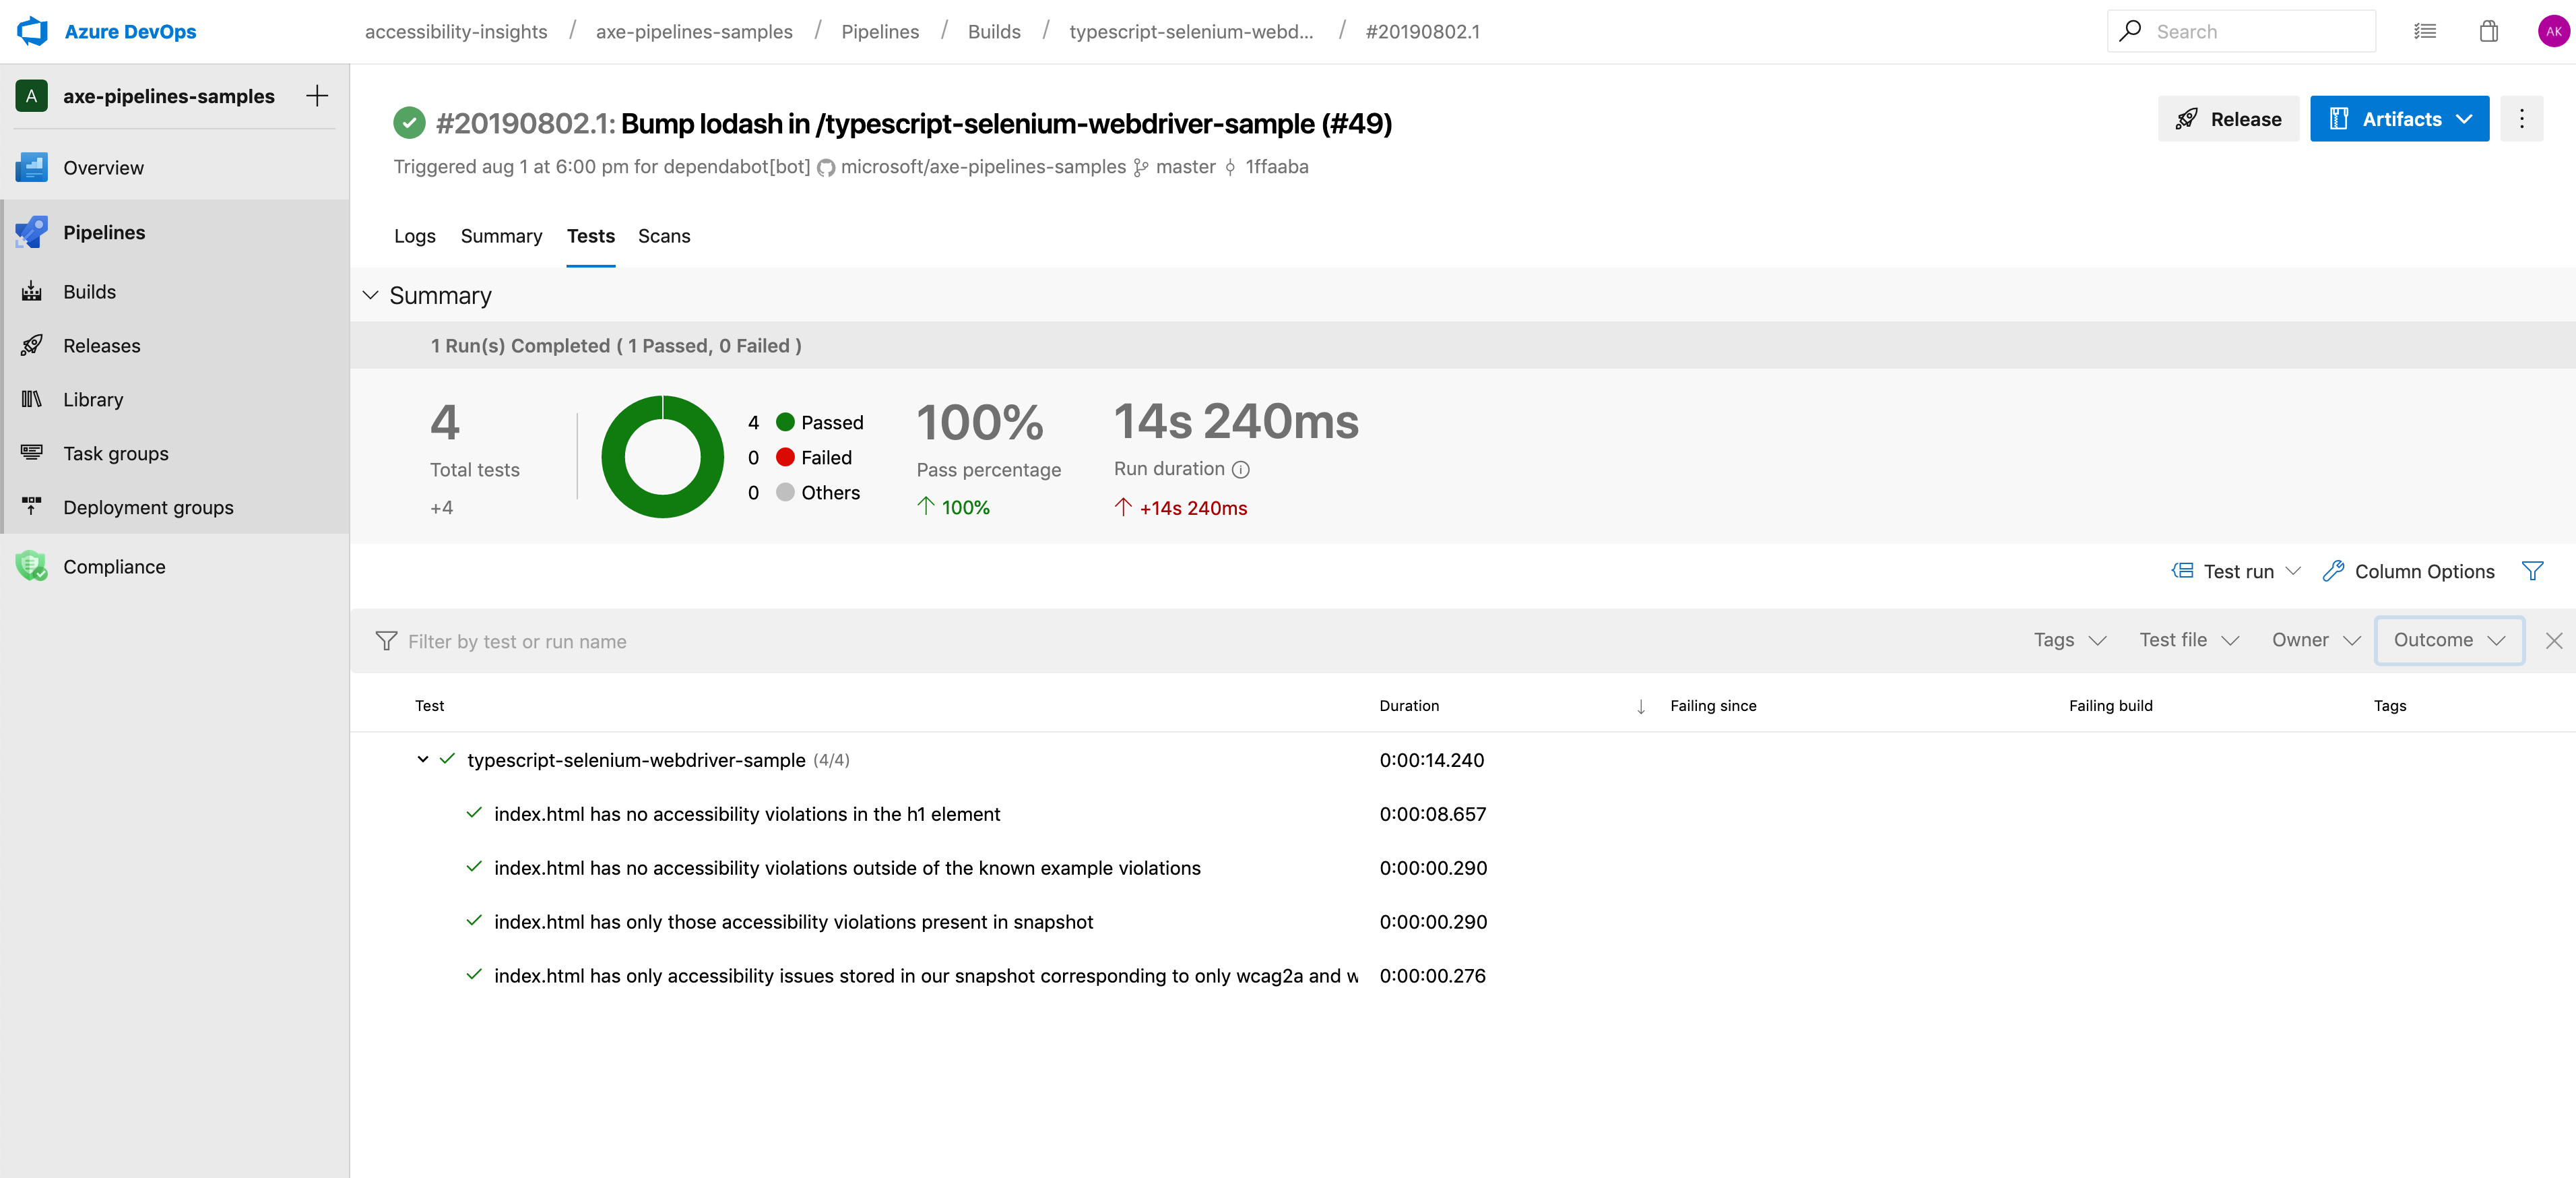 Azure DevOps
accessibility-insights / axe-pipelines-samples / Pipelines / Builds / typescript-selenium-webd... / #20190802.1
Search
AK
A axe-pipelines-samples
Overview
Pipelines
Builds
Releases
Library
Task groups
Deployment groups
Compliance
#20190802.1: Bump lodash in /typescript-selenium-webdriver-sample (#49)
Triggered aug 1 at 6:00 pm for dependabot[bot] microsoft/axe-pipelines-samples master 1ffaaba
Release
Artifacts
Logs Summary Tests Scans
Summary
1 Run(s) Completed ( 1 Passed, 0 Failed )
4
Total tests
+4
4 Passed
0 Failed
0 Others
100%
Pass percentage
100%
14s 240ms
Run duration
+14s 240ms
Test run Column Options
Filter by test or run name
Tags Test file Owner Outcome
Test Duration Failing since Failing build Tags
typescript-selenium-webdriver-sample (4/4) 0:00:14.240
index.html has no accessibility violations in the h1 element 0:00:08.657
index.html has no accessibility violations outside of the known example violations 0:00:00.290
index.html has only those accessibility violations present in snapshot 0:00:00.290
index.html has only accessibility issues stored in our snapshot corresponding to only wcag2a and w 0:00:00.276